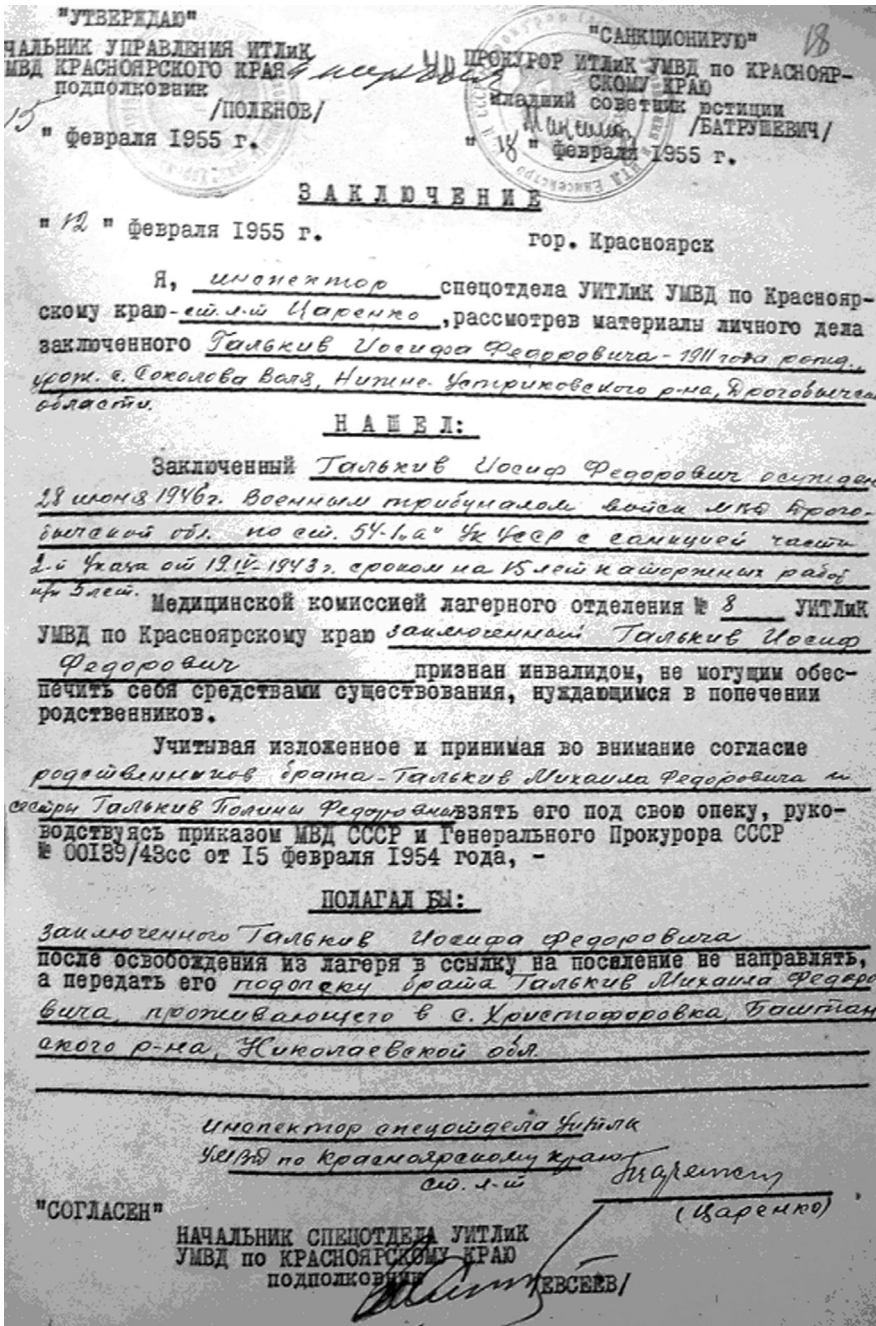 "УТВЕРЖДАЮ"
ЧАЛЬНИК УПРАВЛЕНИЯ ИТЛиК
МВД КРАСНОЯРСКОГО КРАЯ
ПОДПОЛКОВНИК
/ПОЛЕНОВ/
15 " февраля 1955 г.
"САНКЦИОНИРУЮ" 18
ПРОКУРОР ИТЛиК УМВД по КРАСНОЯР-
СКОМУ КРАЮ
младший советник юстиции
/БАТРУШЕВИЧ/
" 18 " февраля 1955 г.
ЗАКЛЮЧЕНИЕ
" 12 " февраля 1955 г. гор. Красноярск
Я, инспектор спецотдела УИТЛиК УМВД по Краснояр-
скому краю-ст. л-т Царенко, рассмотрев материалы личного дела
заключенного Талькив Иосифа Федоровича - 1911 года рожд.,
урож. с. Соколова Воля, Нижне-Устриковского р-на, Дрогобычской
области.
НАШЕЛ:
Заключенный Талькив Иосиф Федорович осужден
28 июня 1946г. Военным трибуналом войск МВД Дрого-
бычской обл. по ст. 54-1"а" УК УССР с санкцией части
2-й Указа от 19.IV-1943г. сроком на 15 лет каторжных работ
п/п 5 лет.
Медицинской комиссией лагерного отделения № 8 УИТЛиК
УМВД по Красноярскому краю заключенный Талькив Иосиф
Федорович признан инвалидом, не могущим обес-
печить себя средствами существования, нуждающимся в попечении
родственников.
Учитывая изложенное и принимая во внимание согласие
родственников брата-Талькив Михаила Федоровича и
сестры Талькив Полины Федоровны взять его под свою опеку, руко-
водствуясь приказом МВД СССР и Генерального Прокурора СССР
№ 00139/43сс от 15 февраля 1954 года, -
ПОЛАГАЛ БЫ:
Заключенного Талькив Иосифа Федоровича
после освобождения из лагеря в ссылку на поселение не направлять,
а передать его под опеку брата Талькив Михаила Федоро
вича, проживающего в с. Христофоровка, Баштан
ского р-на, Николаевской обл.
Инспектор спецотдела УИТЛК
УМВД по Красноярскому краю
ст. л-т
(Царенко)
"СОГЛАСЕН"
НАЧАЛЬНИК СПЕЦОТДЕЛА УИТЛиК
УМВД по КРАСНОЯРСКОМУ КРАЮ
ПОДПОЛКОВНИК /ЕВСЕЕВ/